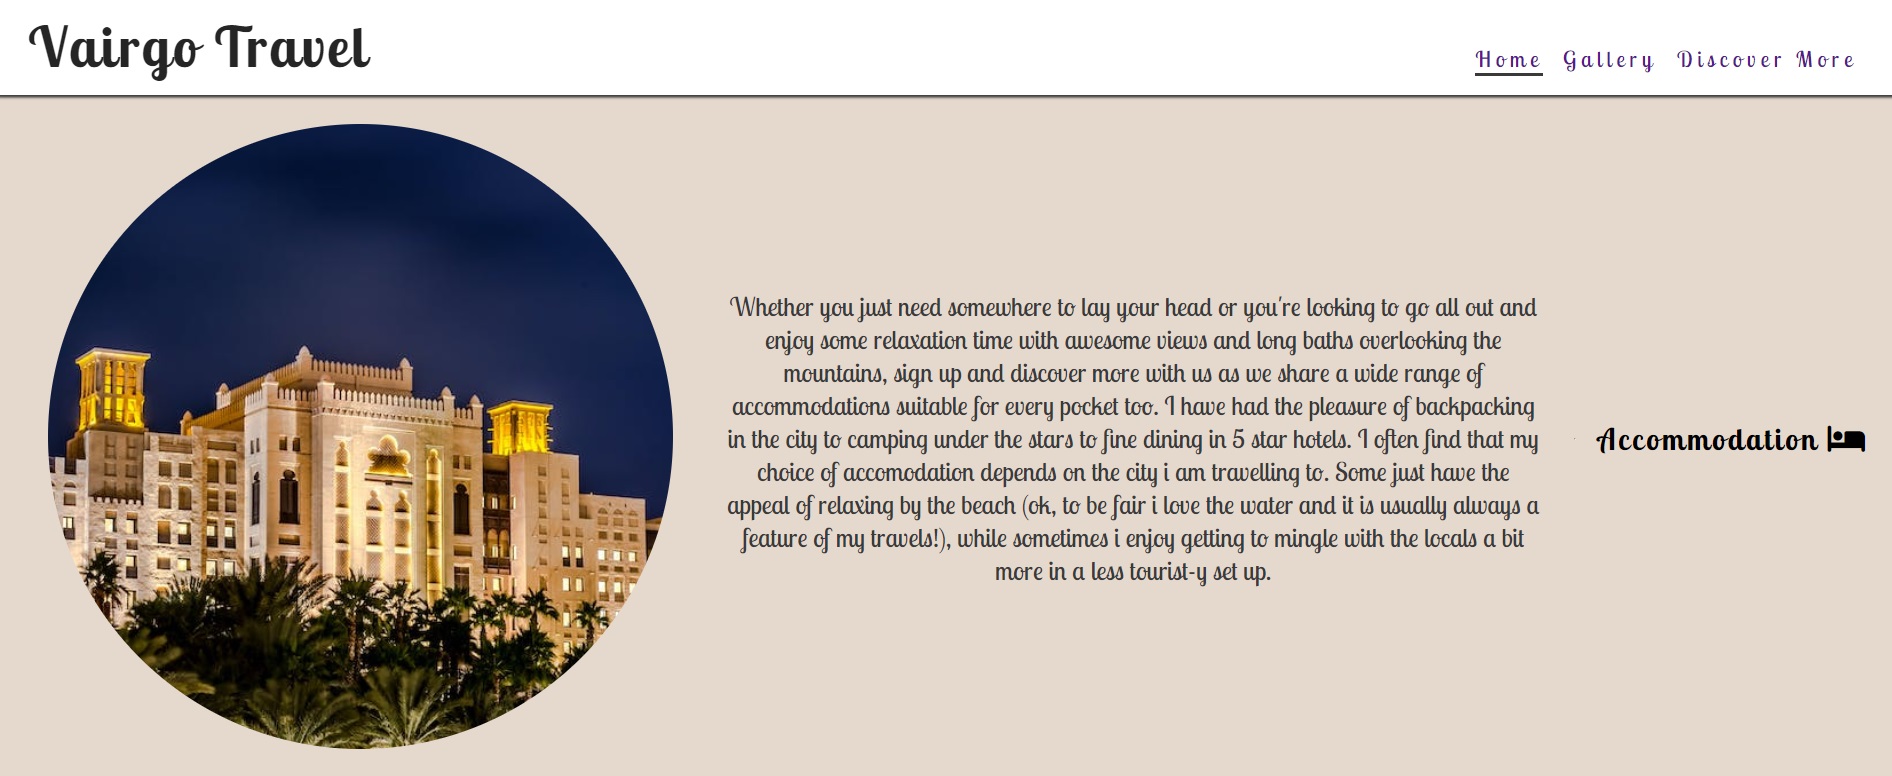 Vairgo Travel
Home Gallery Discover More
Whether you just need somewhere to lay your head or you're looking to go all out and
enjoy some relaxation time with awesome views and long baths overlooking the
mountains, sign up and discover more with us as we share a wide range of
accommodations suitable for every pocket too. I have had the pleasure of backpacking
in the city to camping under the stars to fine dining in 5 star hotels. I often find that my
choice of accomodation depends on the city i am travelling to. Some just have the
appeal of relaxing by the beach (ok, to be fair i love the water and it is usually always a
feature of my travels!), while sometimes i enjoy getting to mingle with the locals a bit
more in a less tourist-y set up.
Accommodation